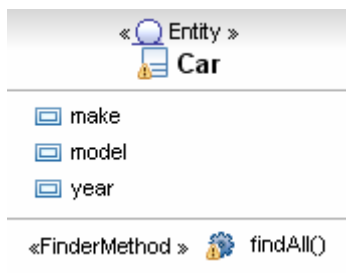 « Entity »
Car
make
model
year
«FinderMethod » findAll()